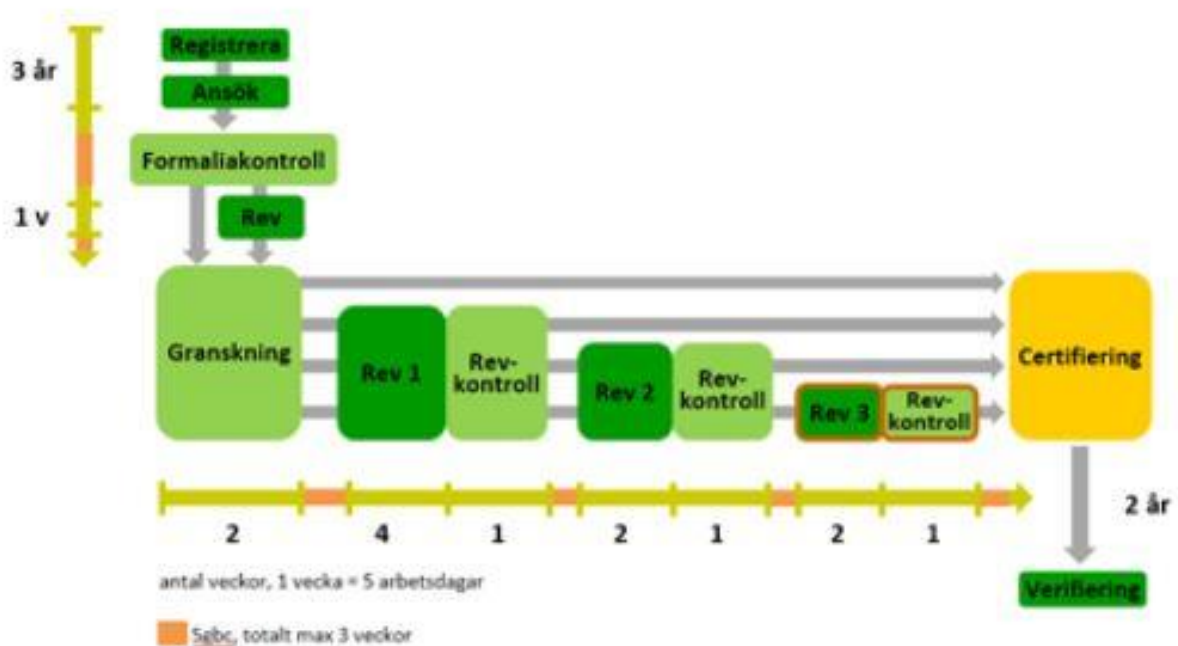 Registrera
3 år
Ansök
Formaliakontroll
1 v
Rev
Granskning
Rev 1
Rev-
kontroll
Rev 2
Rev-
kontroll
Rev 3
Rev-
kontroll
Certifiering
2
4
1
2
1
2
1
2 år
antal veckor, 1 vecka = 5 arbetsdagar
Verifiering
Sgbc, totalt max 3 veckor